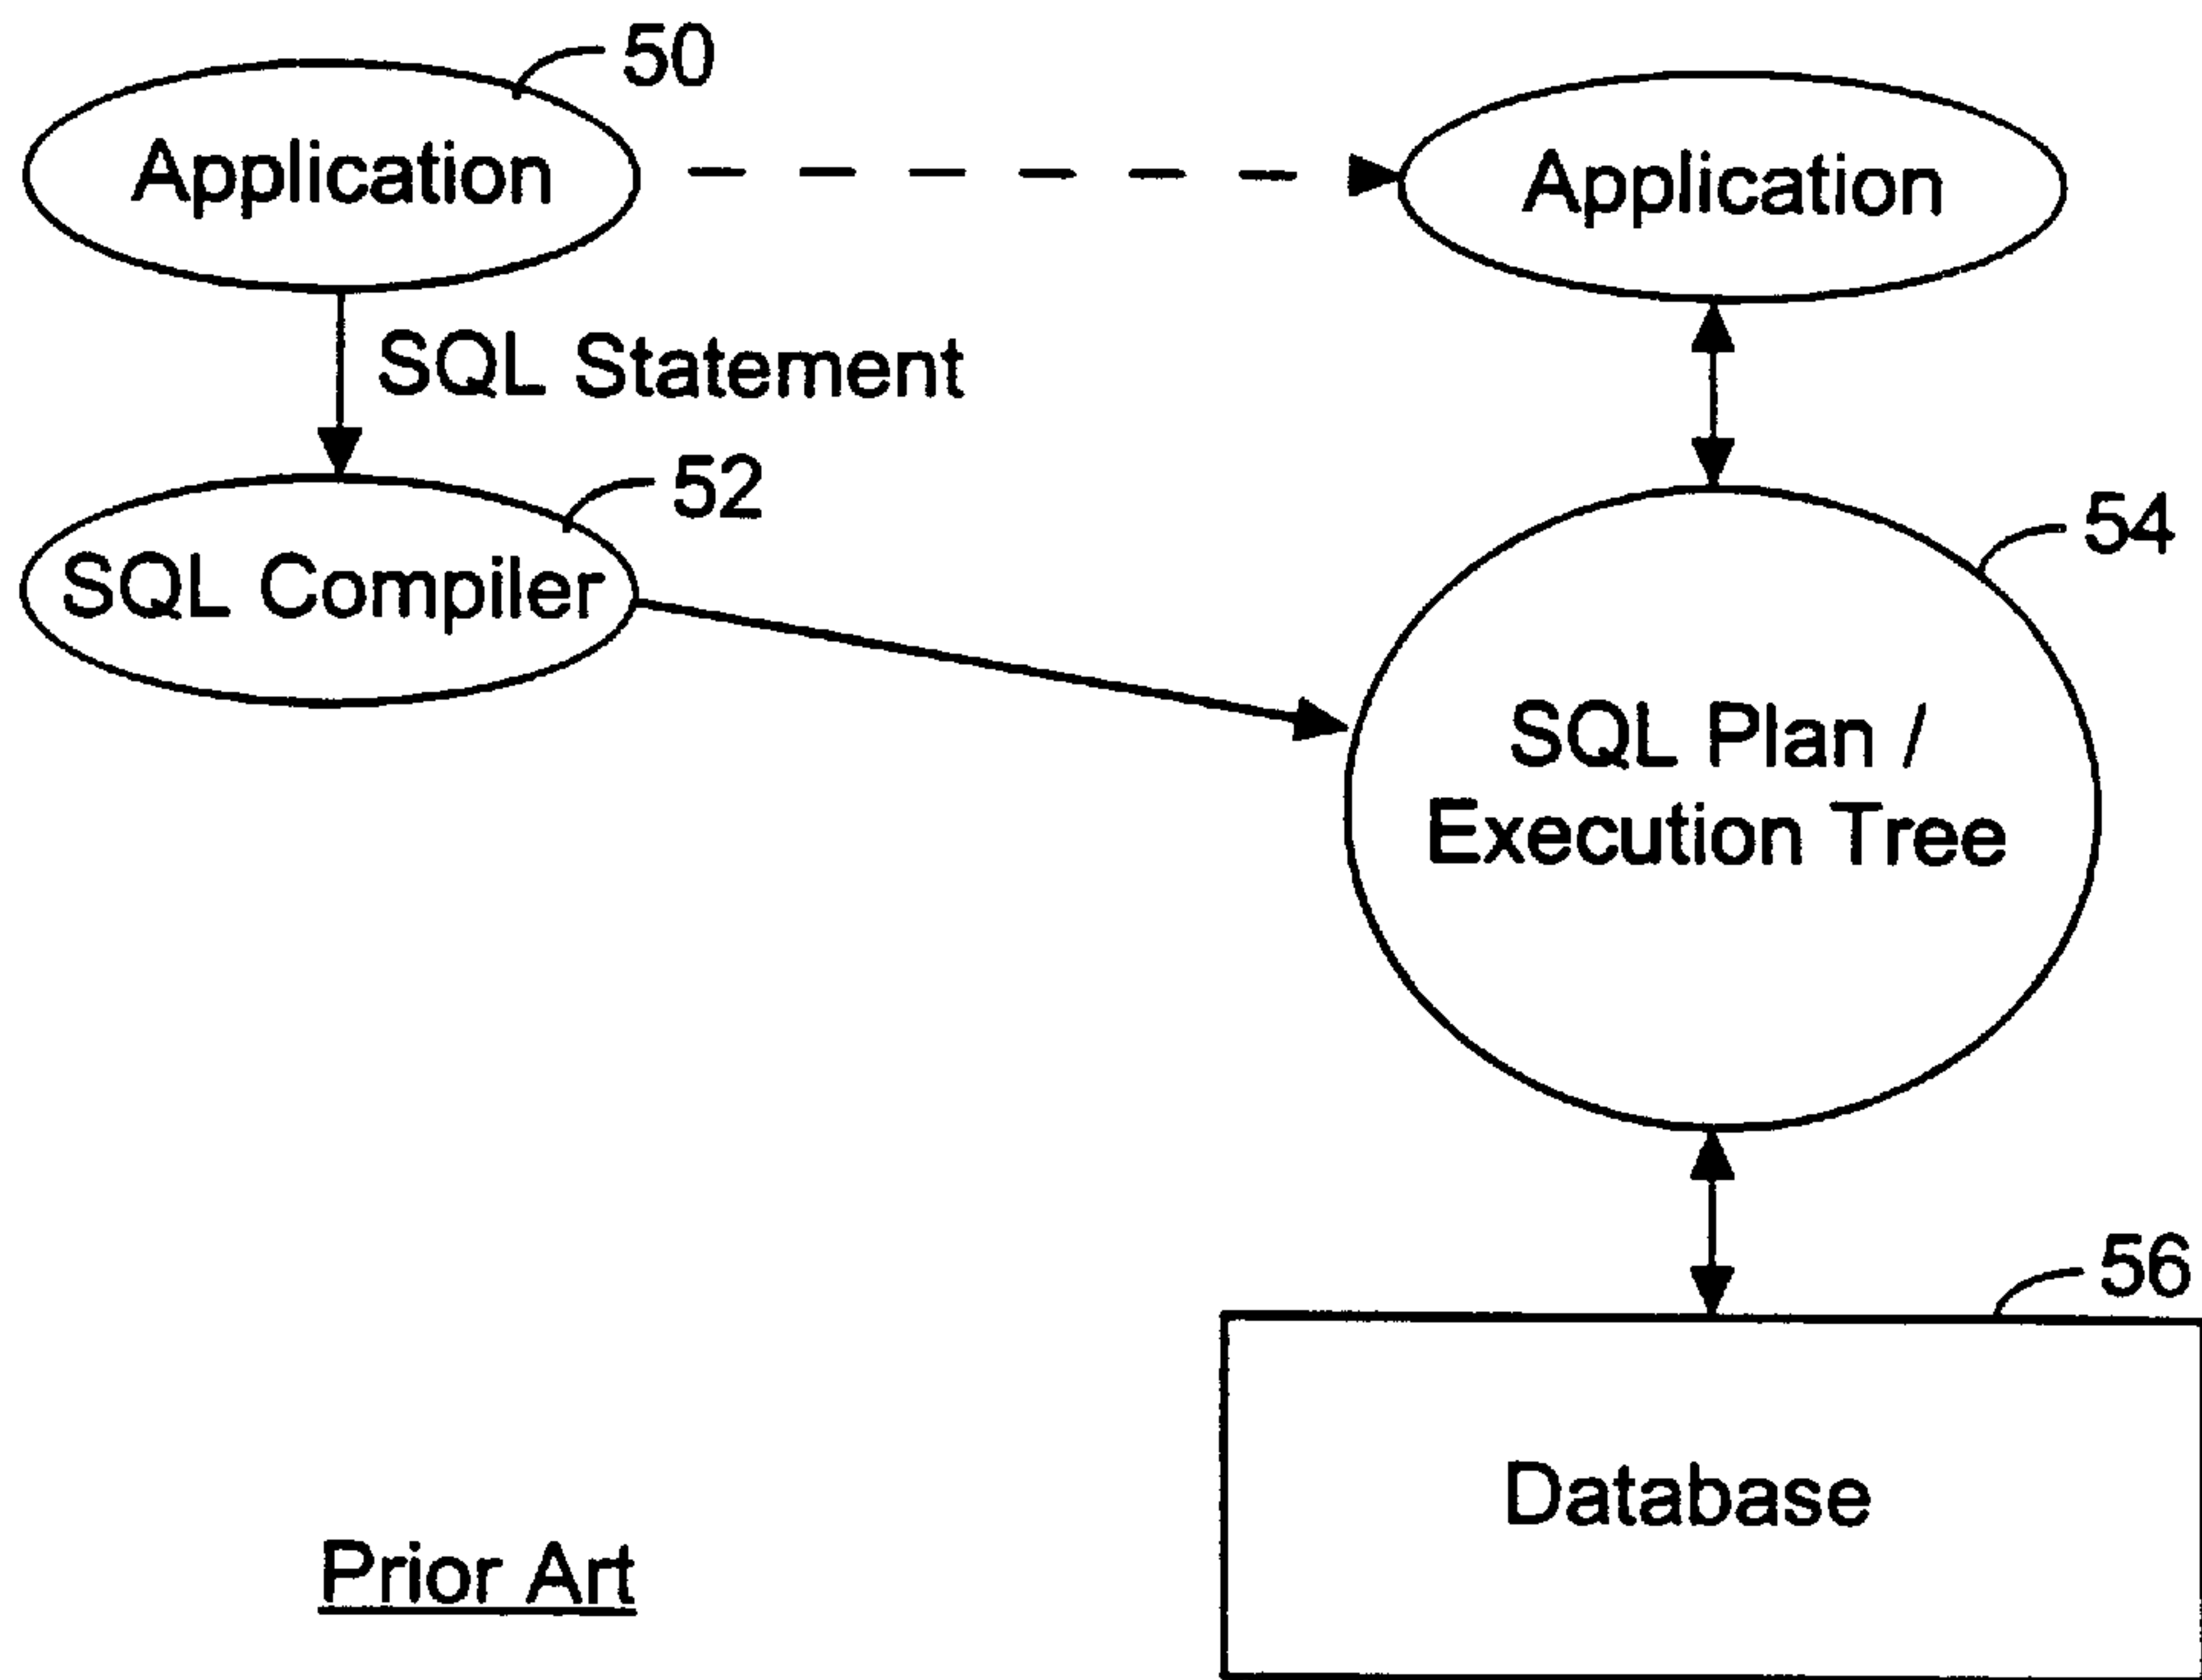 50
Application
Application
SQL Statement
52
SQL Compiler
54
SQL Plan /
Execution Tree
56
Database
Prior Art